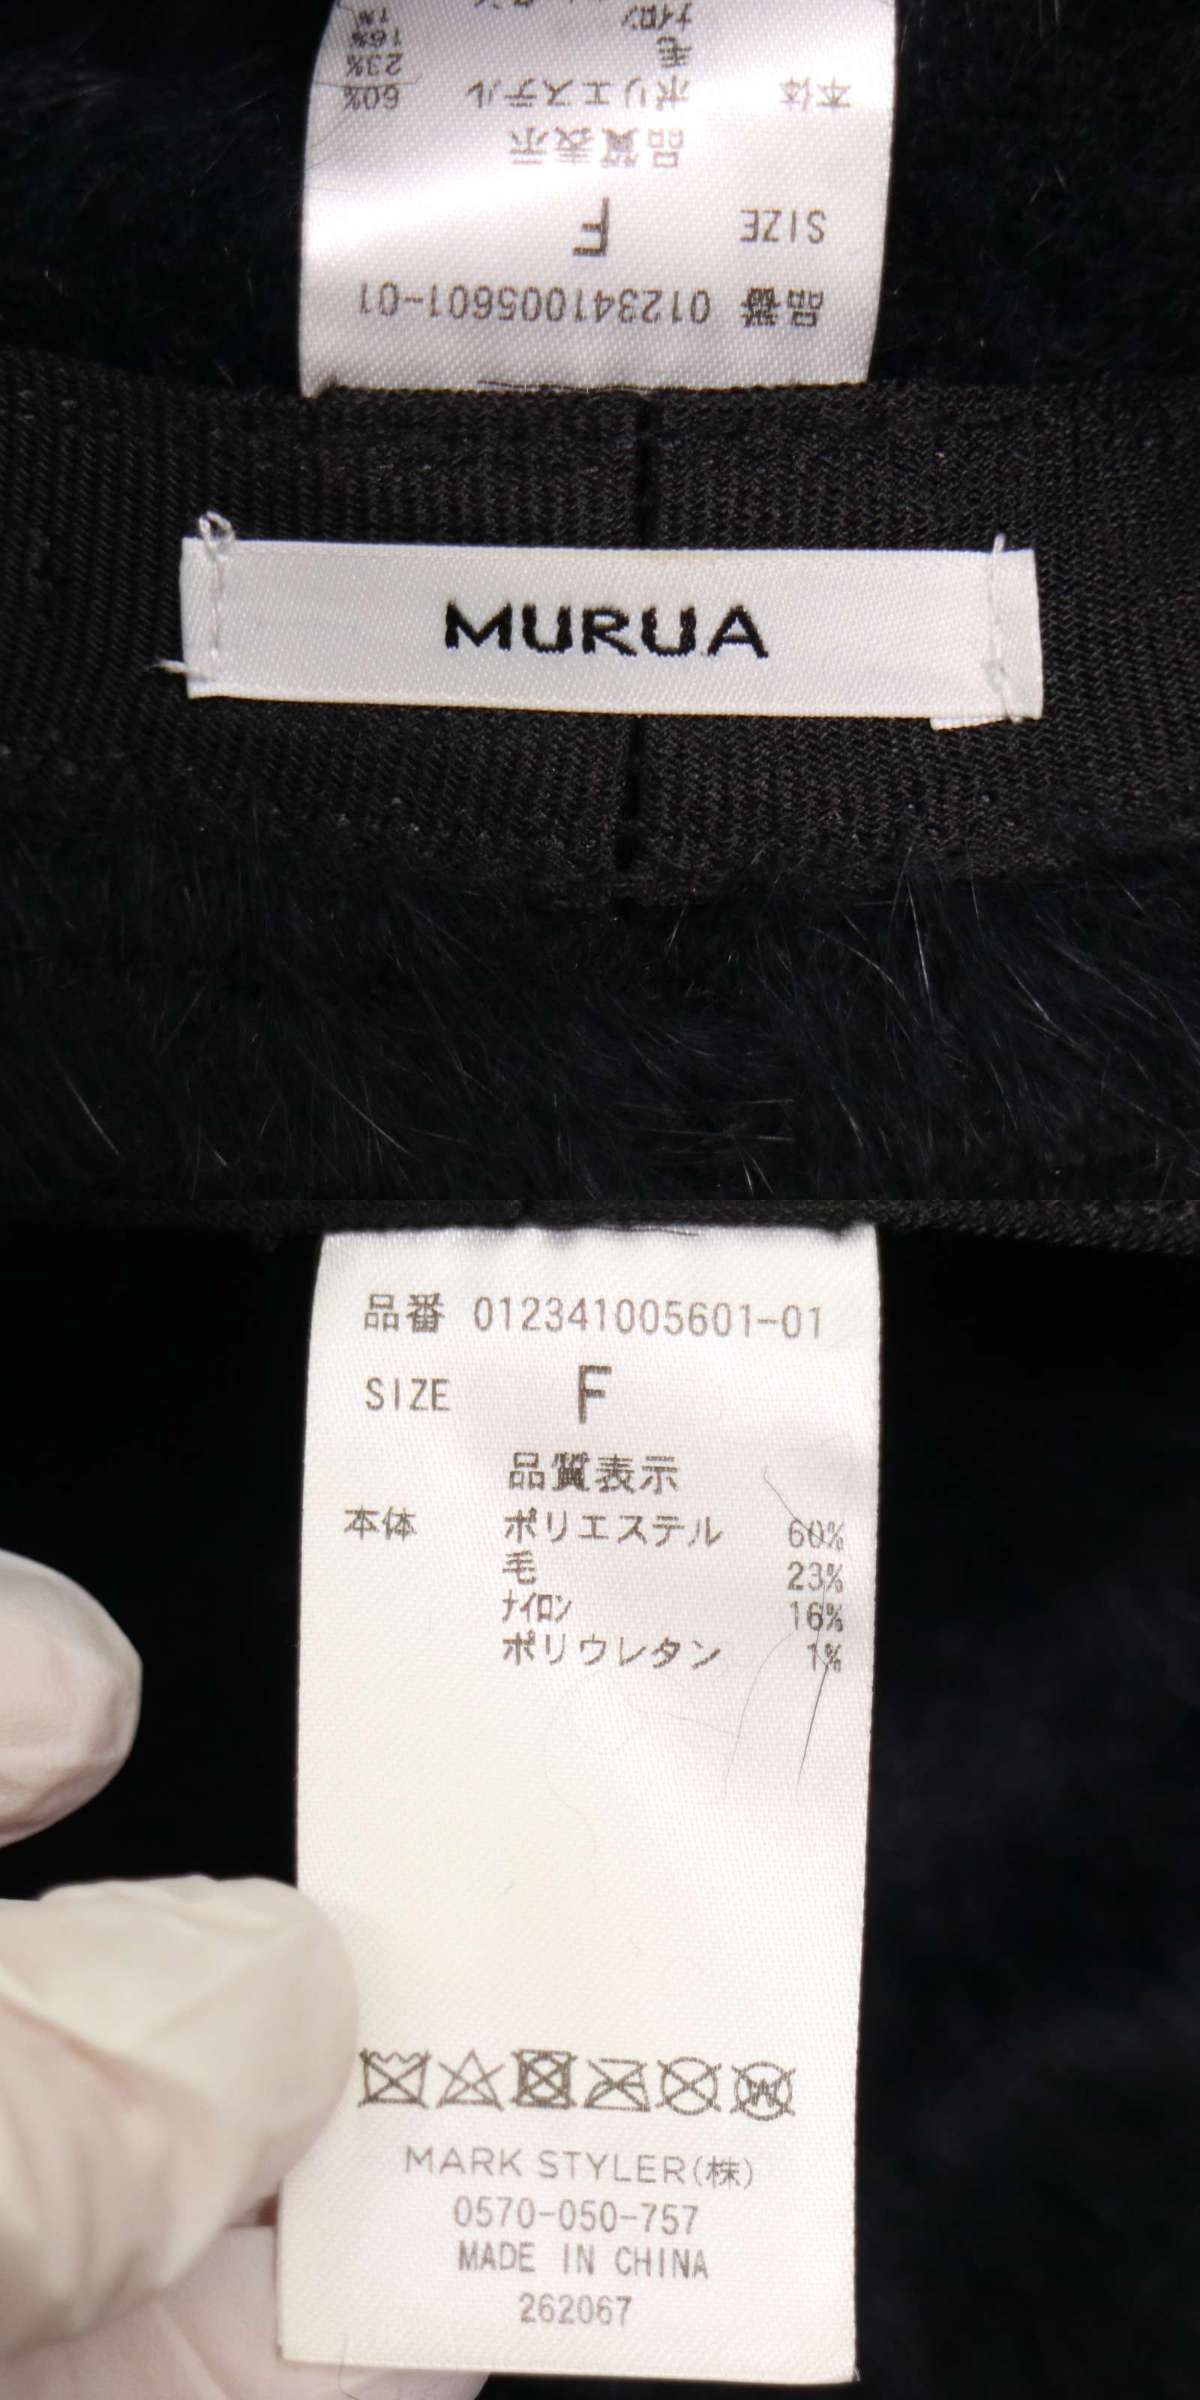 ナイロン
1%
16%
毛 23%
本体 ポリエステル 60%
品質表示
SIZE F
品番 012341005601-01
MURUA
品番 012341005601-01
SIZE F
品質表示
本体 ポリエステル 60%
毛 23%
ナイロン 16%
ポリウレタン 1%
W
MARK STYLER(株)
0570-050-757
MADE IN CHINA
262067